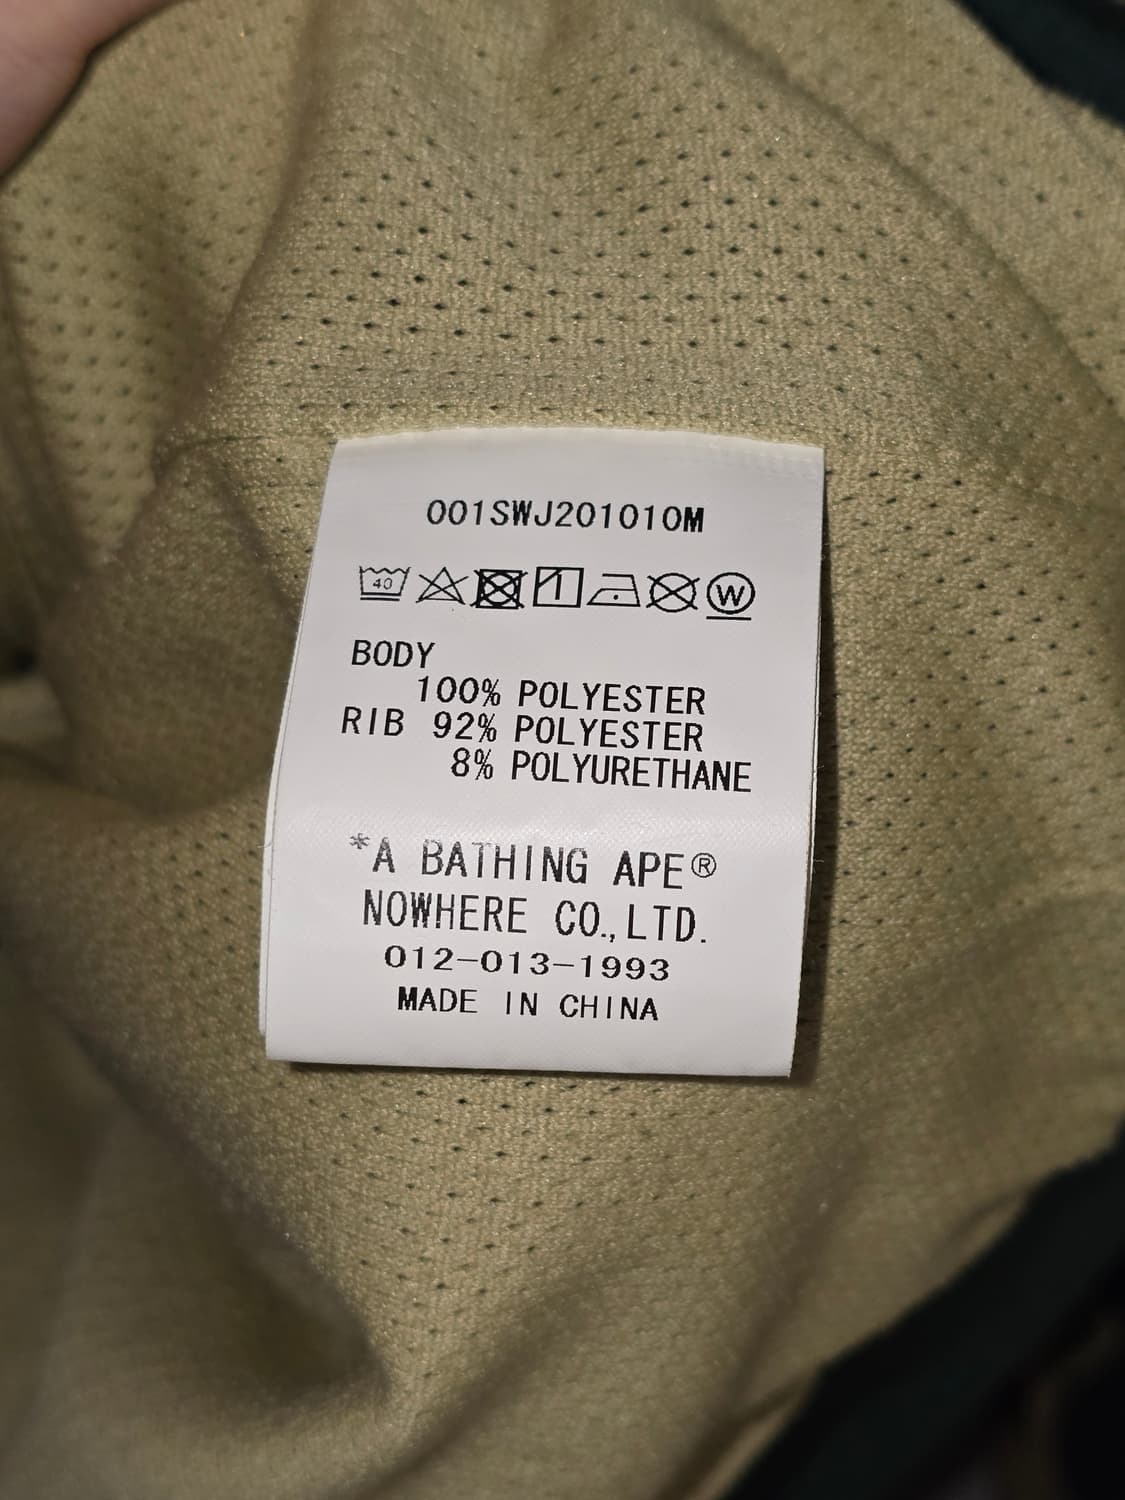 001SWJ201010M
40 W
BODY
100% POLYESTER
RIB 92% POLYESTER
8% POLYURETHANE
*A BATHING APE®
NOWHERE CO.,LTD.
012-013-1993
MADE IN CHINA